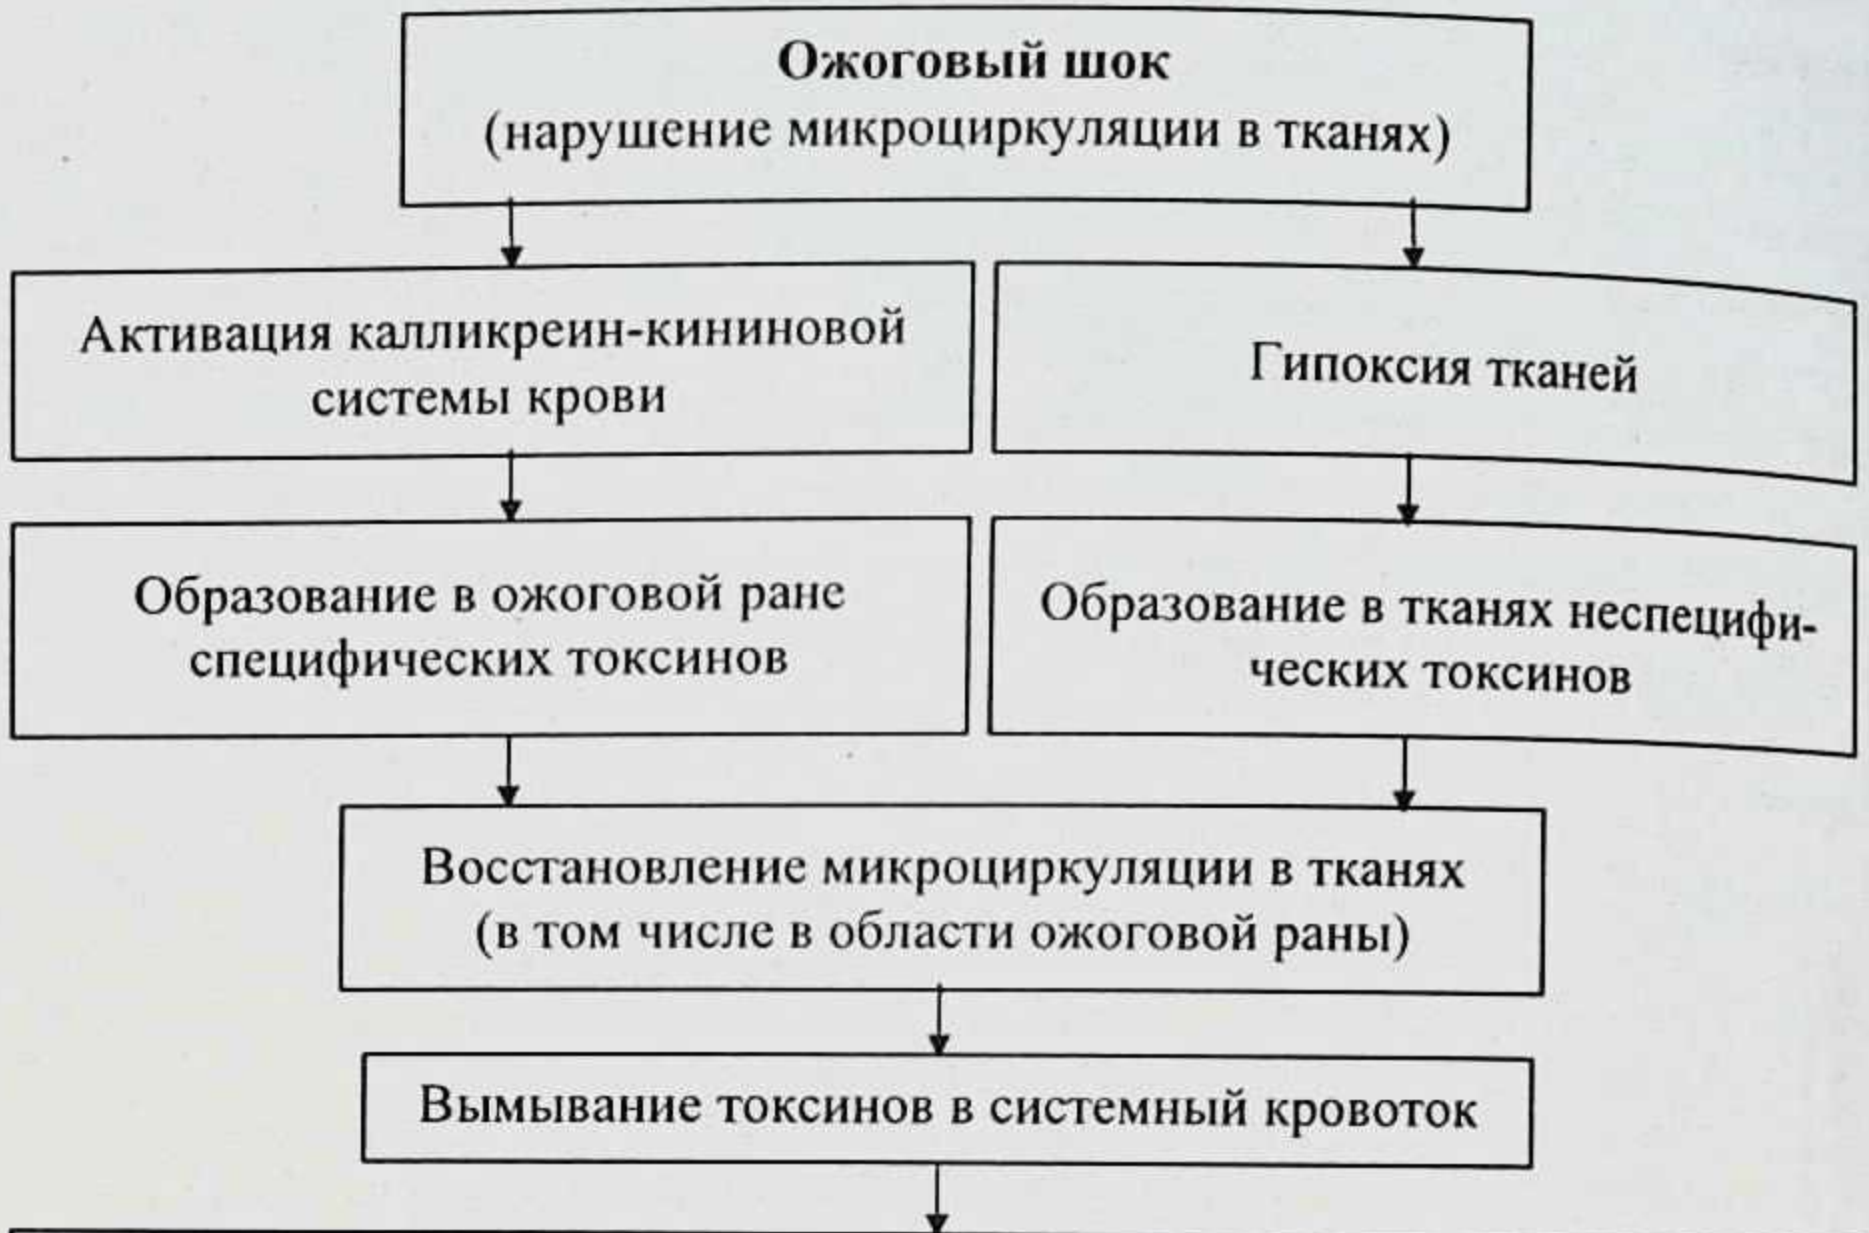 Ожоговый шок
(нарушение микроциркуляции в тканях)
Активация калликреин-кининовой
системы крови
Гипоксия тканей
Образование в ожоговой ране
специфических токсинов
Образование в тканях неспецифи-
ческих токсинов
Восстановление микроциркуляции в тканях
(в том числе в области ожоговой раны)
Вымывание токсинов в системный кровоток